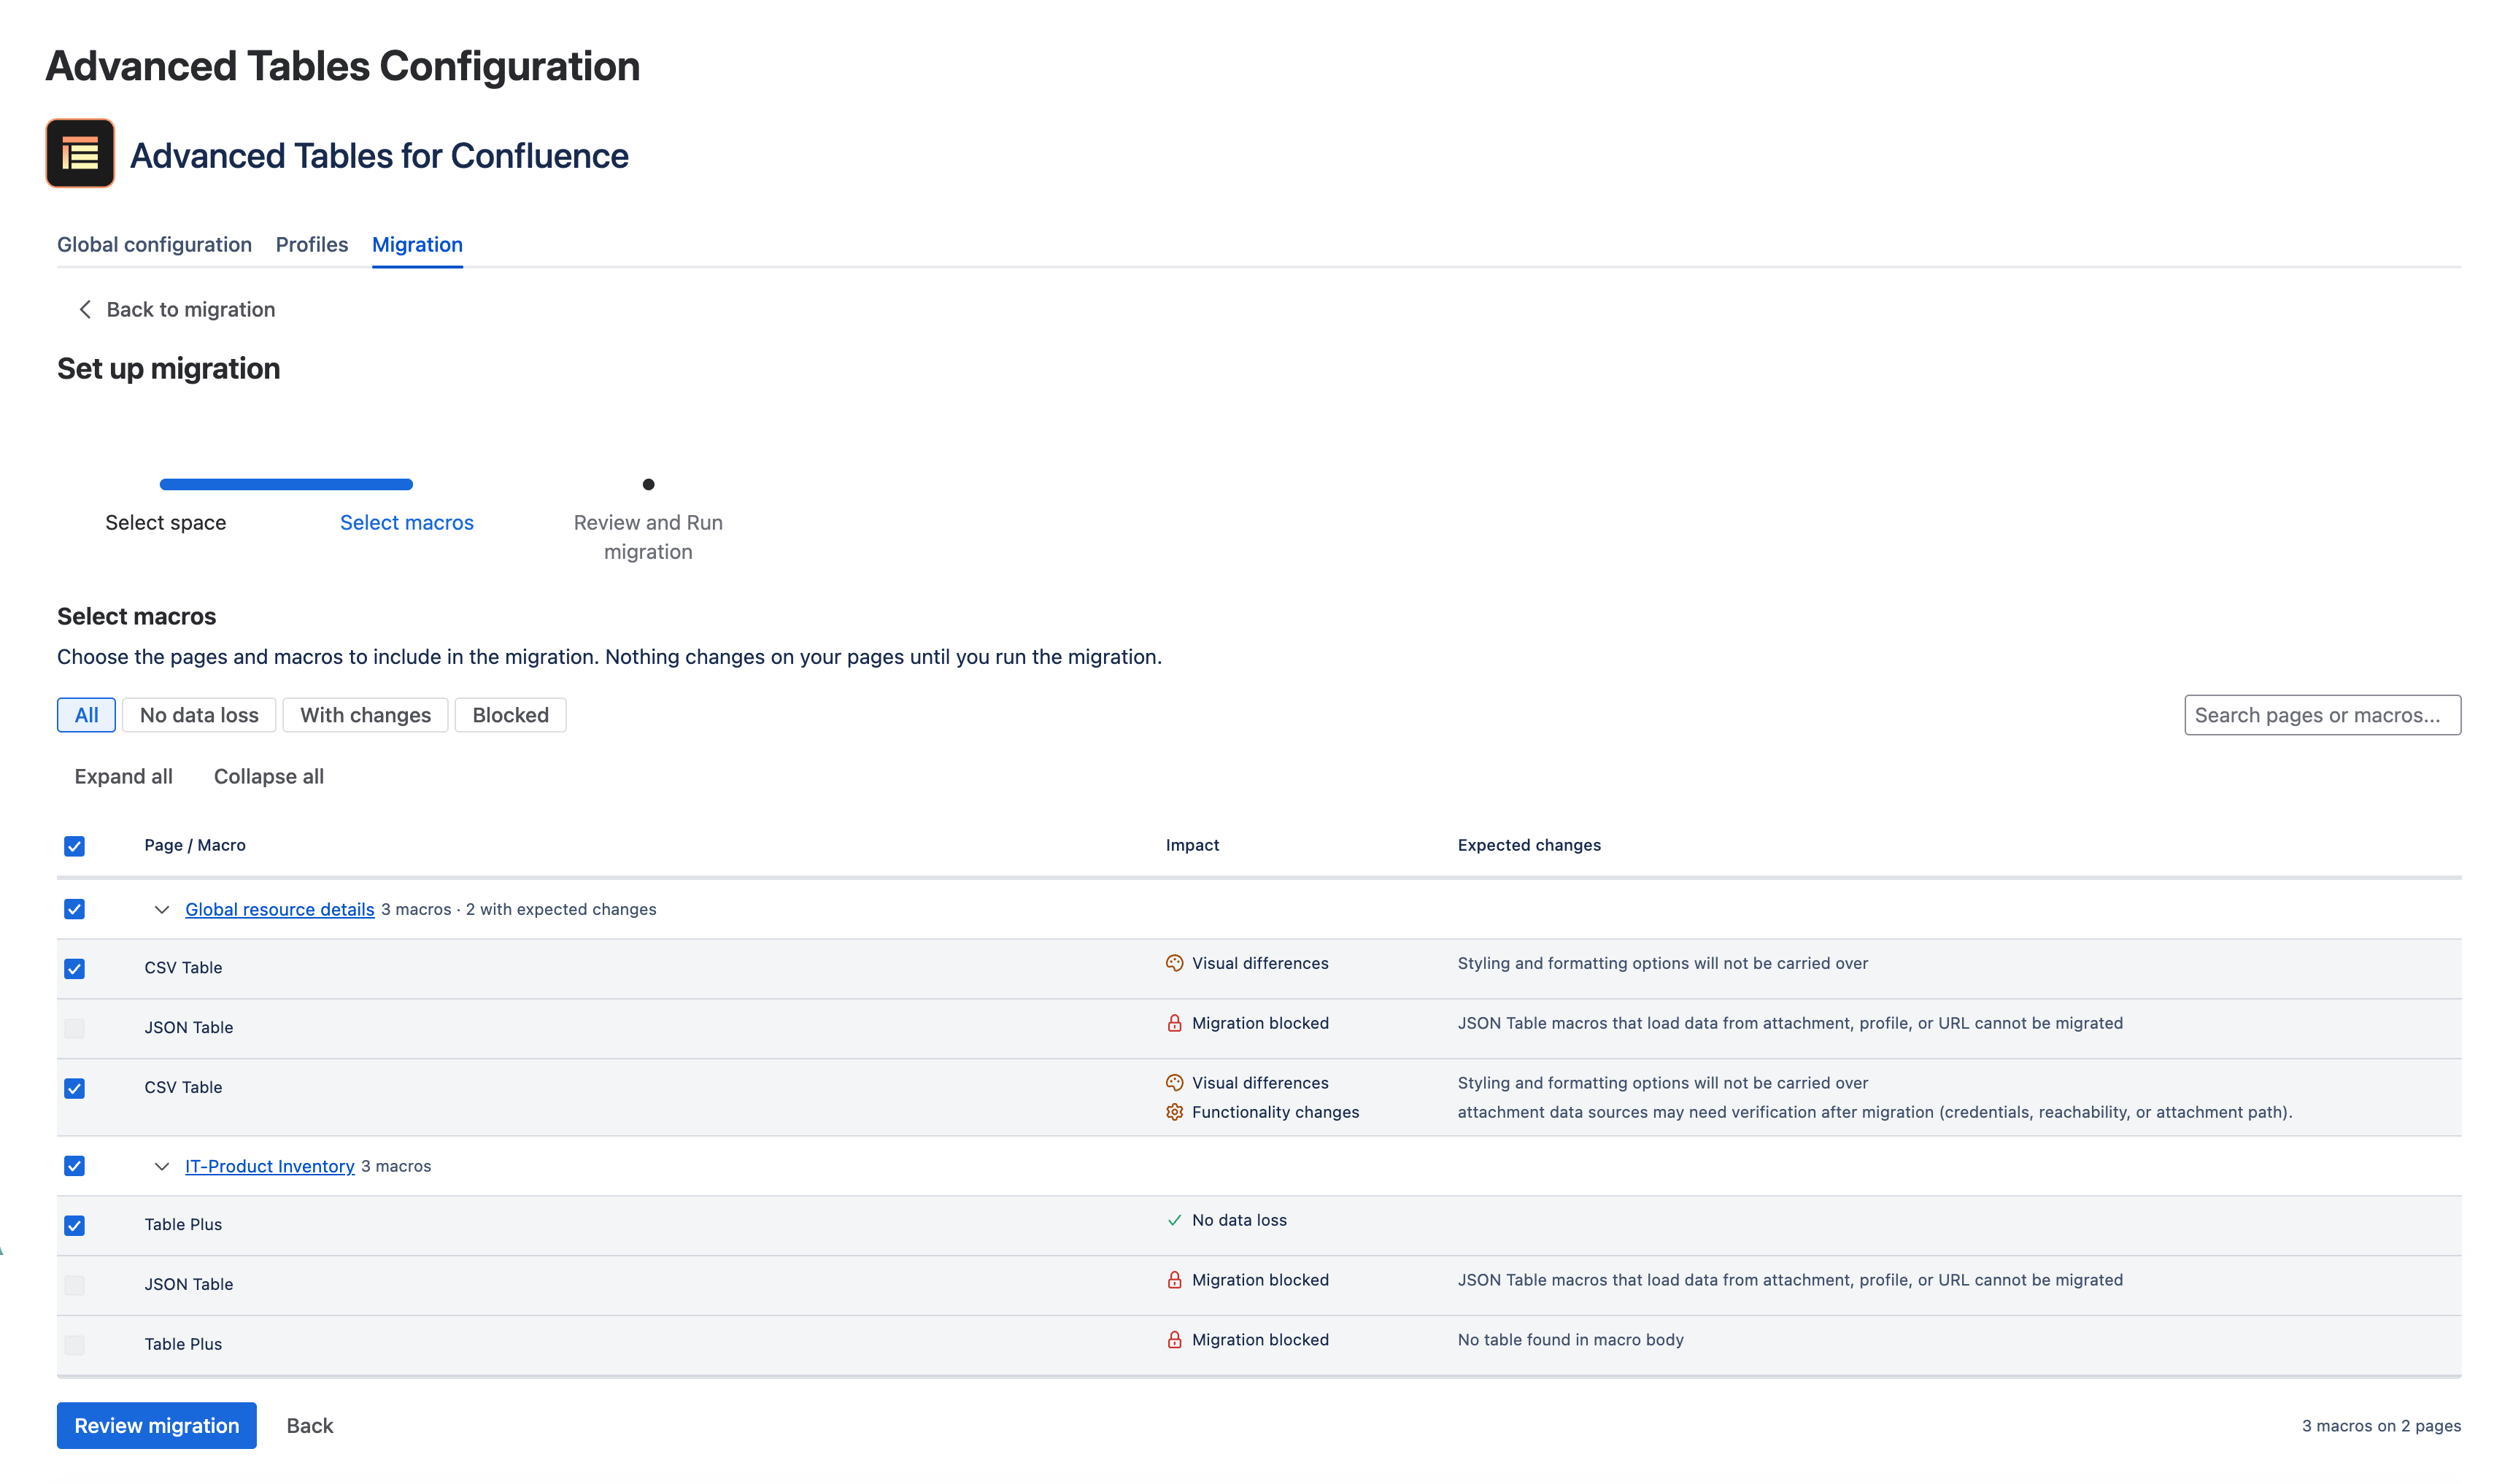 Advanced Tables Configuration
Advanced Tables for Confluence
Global configuration Profiles Migration
Back to migration
Set up migration
Select space Select macros Review and Run
migration
Select macros
Choose the pages and macros to include in the migration. Nothing changes on your pages until you run the migration.
All No data loss With changes Blocked Search pages or macros...
Expand all Collapse all
Page / Macro Impact Expected changes
Global resource details 3 macros · 2 with expected changes
CSV Table Visual differences Styling and formatting options will not be carried over
JSON Table Migration blocked JSON Table macros that load data from attachment, profile, or URL cannot be migrated
CSV Table Visual differences Styling and formatting options will not be carried over
Functionality changes attachment data sources may need verification after migration (credentials, reachability, or attachment path).
IT-Product Inventory 3 macros
Table Plus No data loss
JSON Table Migration blocked JSON Table macros that load data from attachment, profile, or URL cannot be migrated
Table Plus Migration blocked No table found in macro body
Review migration Back 3 macros on 2 pages